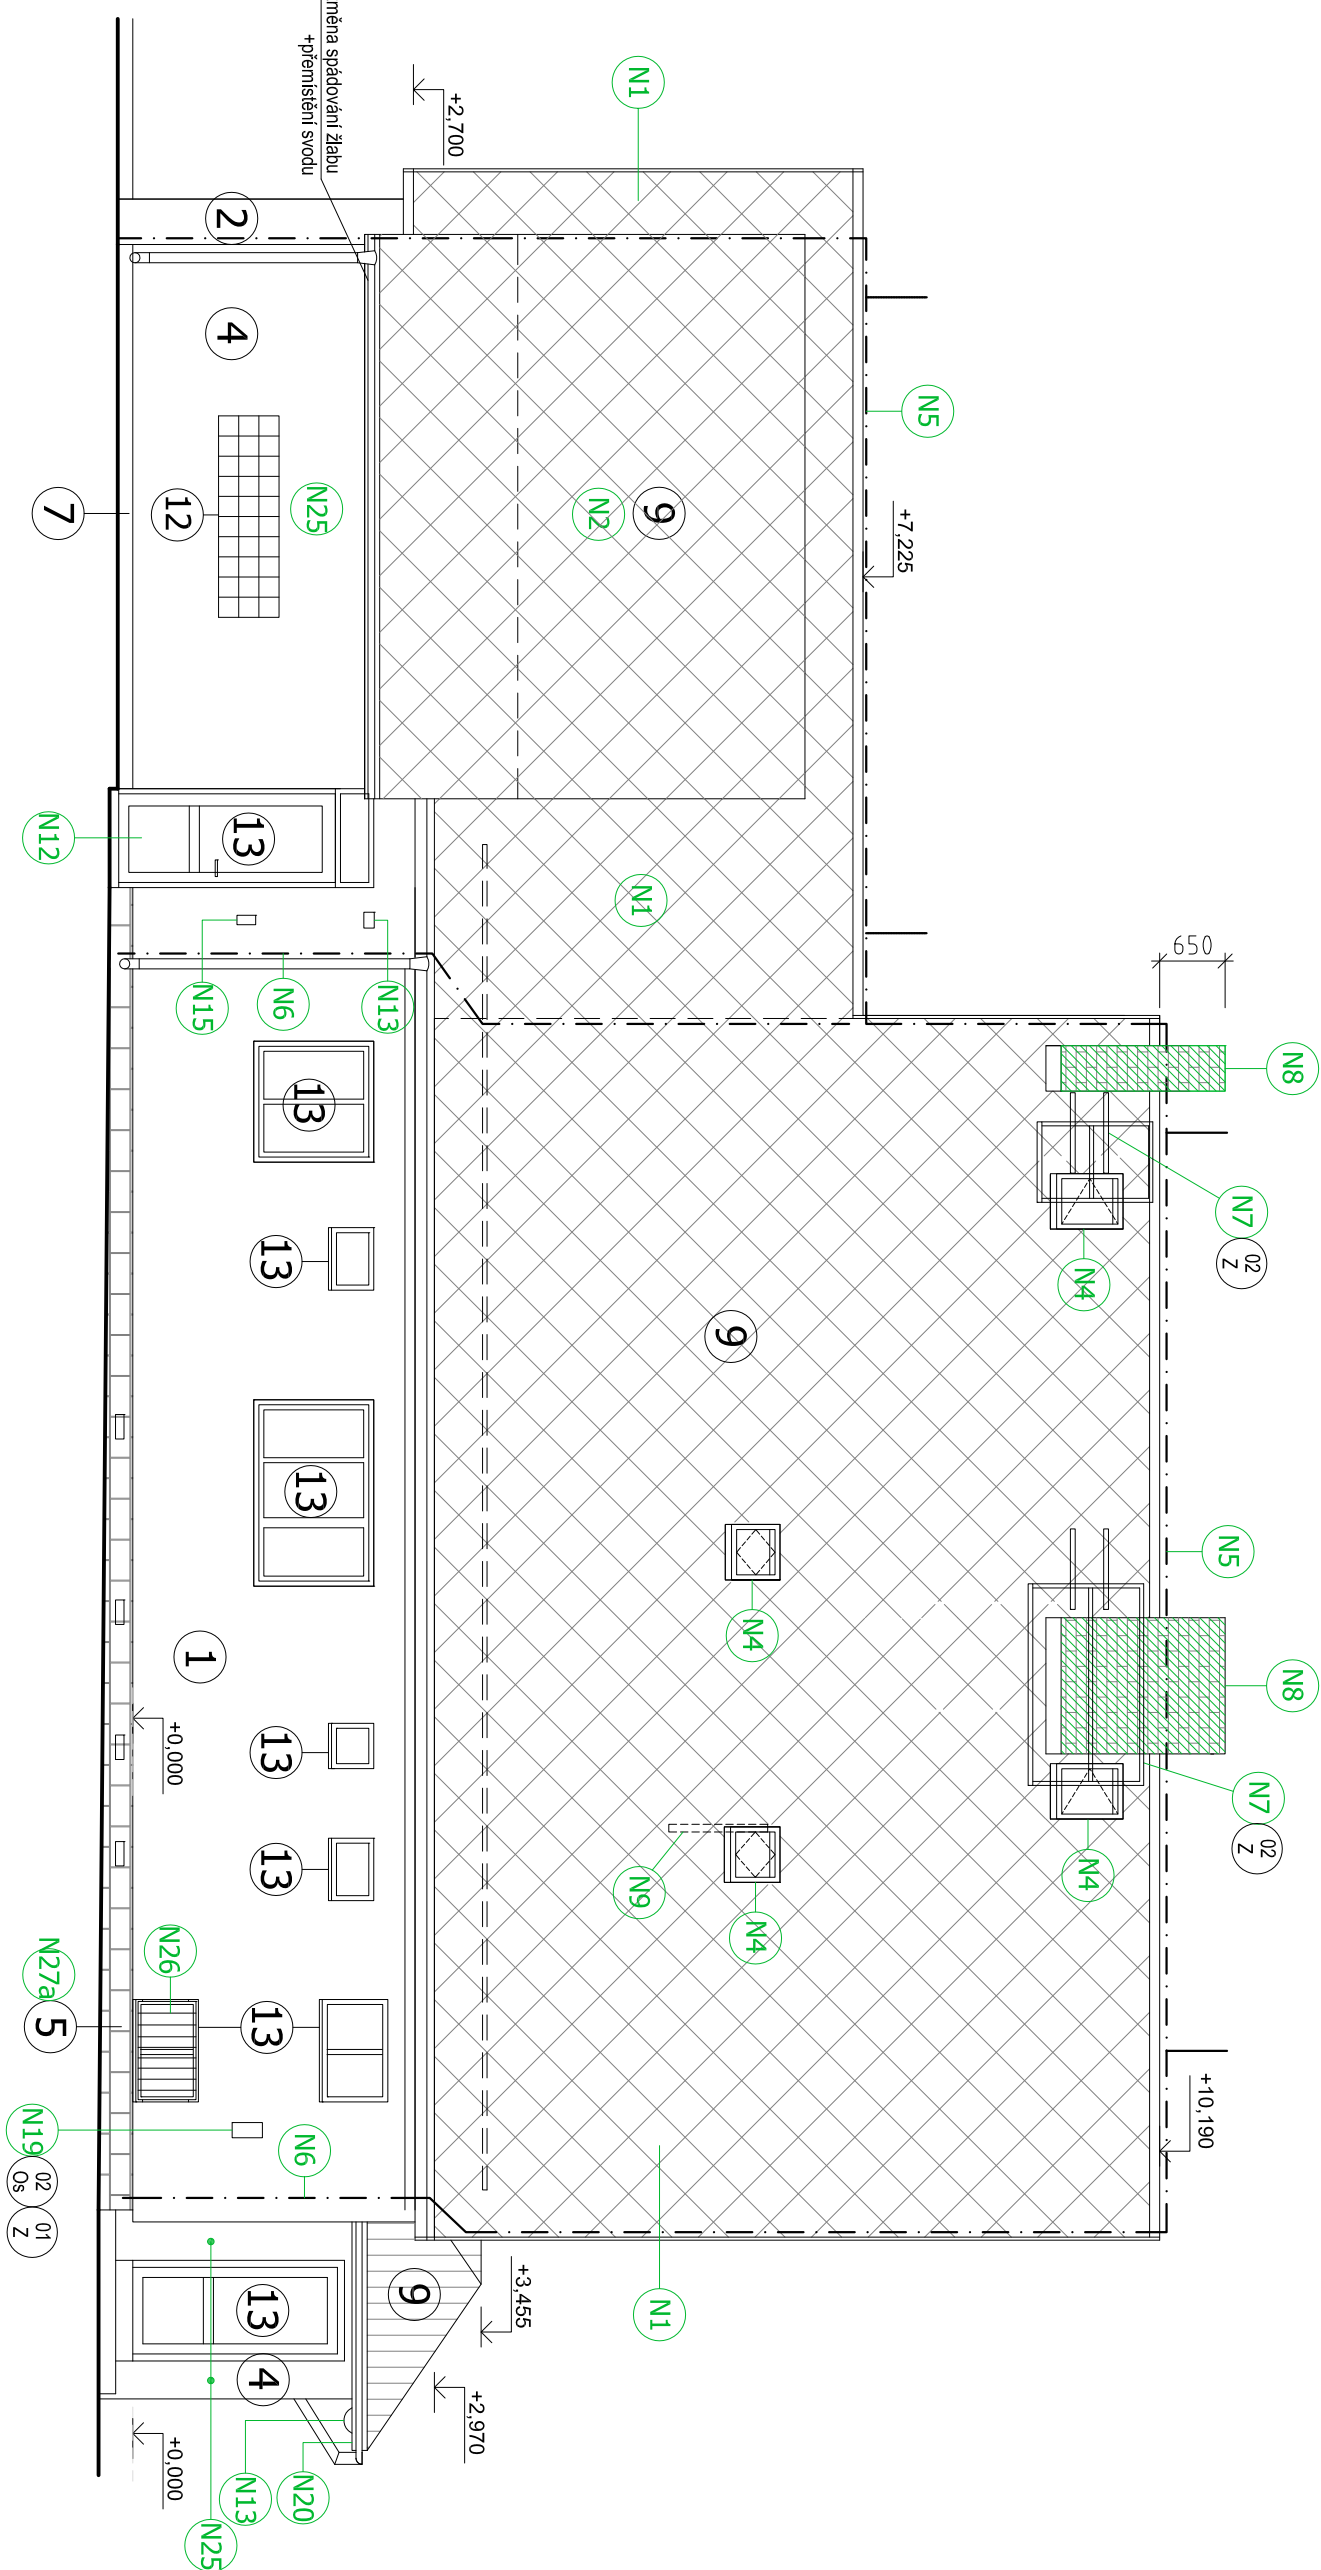 N8
N8
N7
02
Z
N7
02
Z
N5
+10,190
650
N4
N4
N5
+7,225
N4
N4
9
9
N1
N1
N9
N1
N2
+3,455
+2,700
+2,970
9
N13
měna spádování žlabu
+přemístění svodu
N25
13
13
N6
N6
N20
13
13
13
13
13
13
13
4
N13
2
4
N15
1
N25
12
+0,000
N26
+0,000
7
N12
N27a
5
N19
02
Os
01
Z